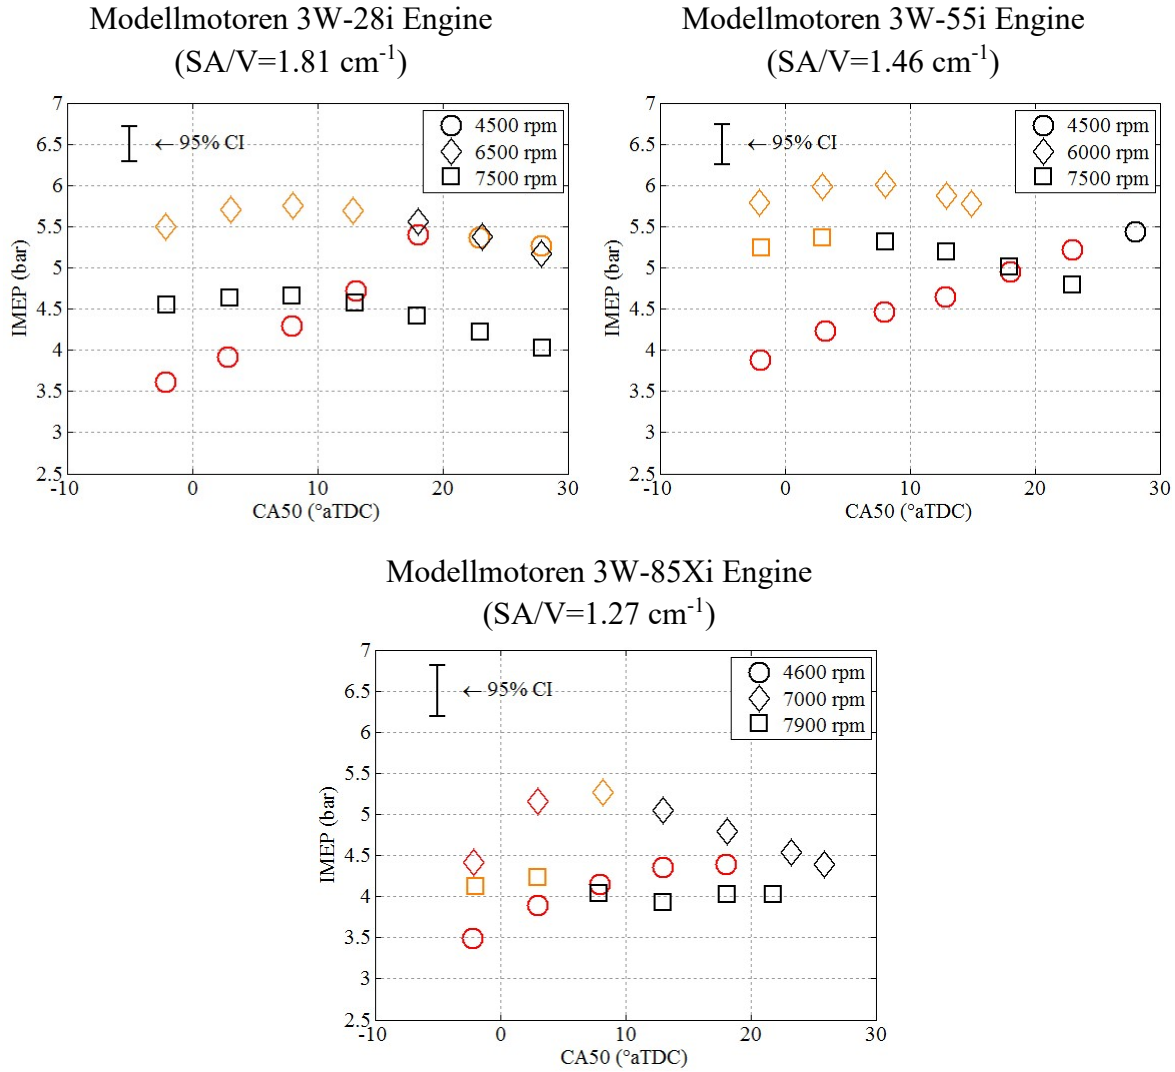 Modellmotoren 3W-28i Engine
(SA/V=1.81 cm⁻¹)
7
6.5
6
5.5
5
4.5
4
3.5
3
2.5
IMEP (bar)
← 95% CI
4500 rpm
6500 rpm
7500 rpm
-10
0
10
20
30
CA50 (°aTDC)
Modellmotoren 3W-55i Engine
(SA/V=1.46 cm⁻¹)
7
6.5
6
5.5
5
4.5
4
3.5
3
2.5
IMEP (bar)
← 95% CI
4500 rpm
6000 rpm
7500 rpm
-10
0
10
20
30
CA50 (°aTDC)
Modellmotoren 3W-85Xi Engine
(SA/V=1.27 cm⁻¹)
7
6.5
6
5.5
5
4.5
4
3.5
3
2.5
IMEP (bar)
← 95% CI
4600 rpm
7000 rpm
7900 rpm
-10
0
10
20
30
CA50 (°aTDC)